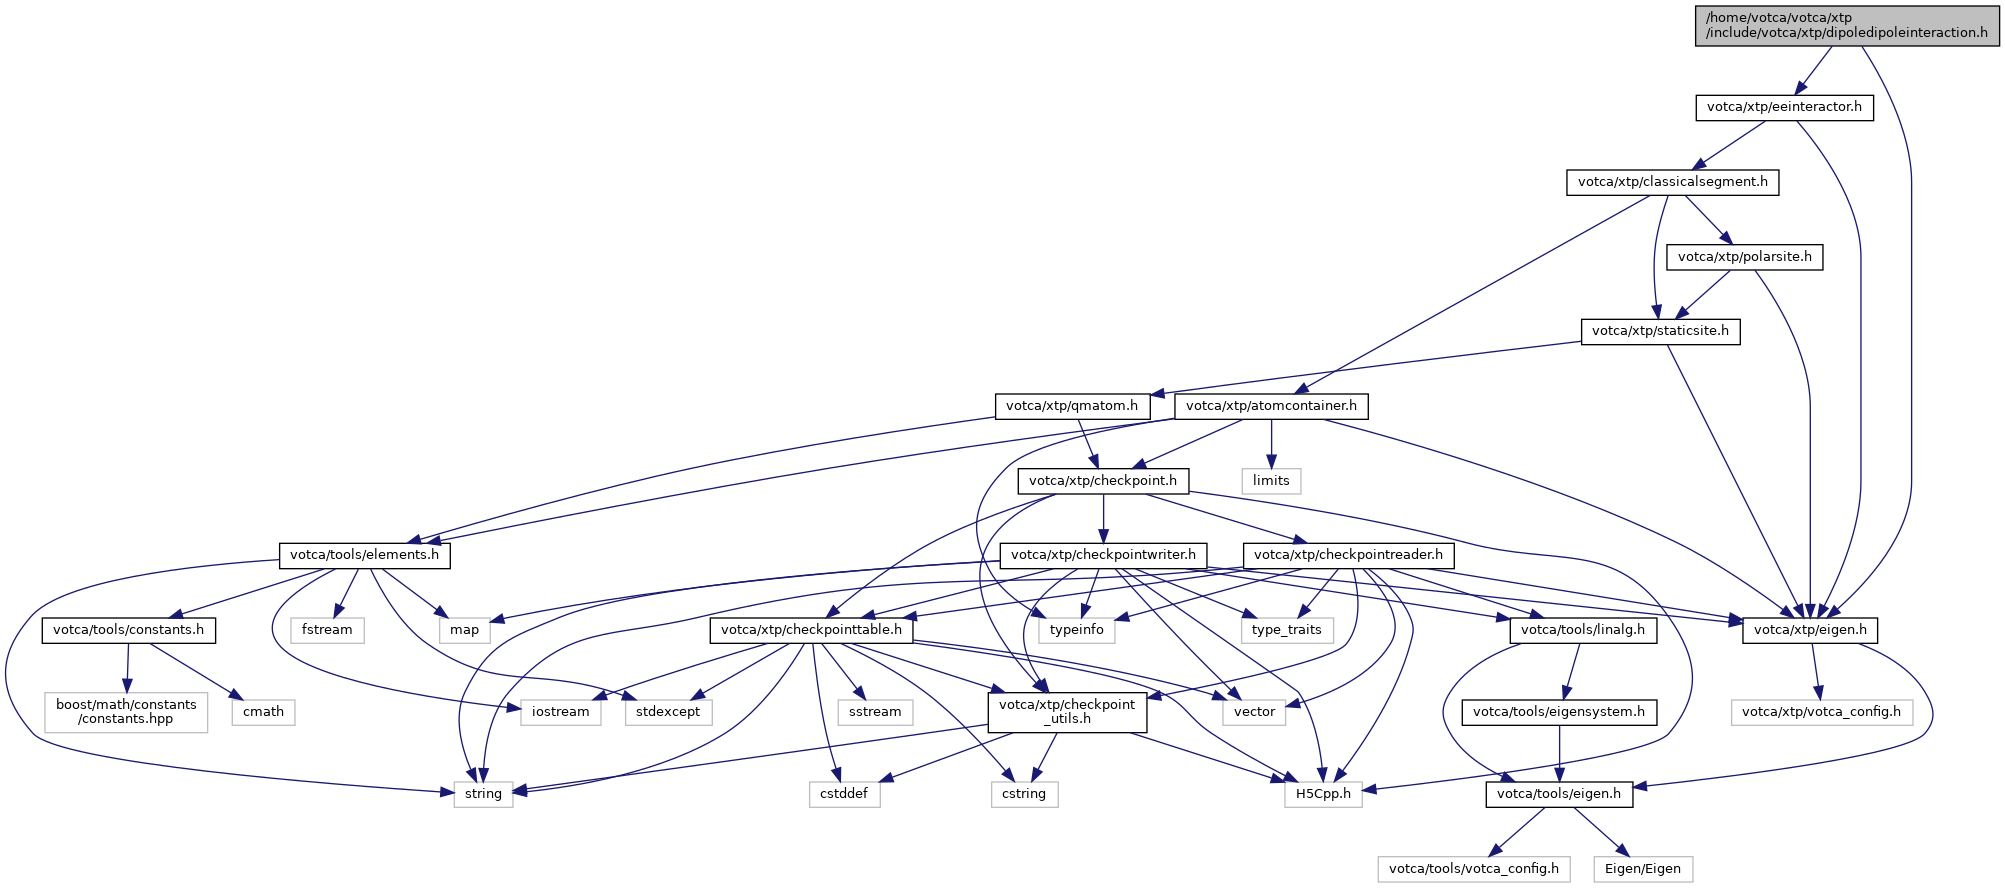 /home/votca/votca/xtp
/include/votca/xtp/dipoledipoleinteraction.h
votca/xtp/eeinteractor.h
votca/xtp/classicalsegment.h
votca/xtp/polarsite.h
votca/xtp/staticsite.h
votca/xtp/qmatom.h
votca/xtp/atomcontainer.h
votca/xtp/checkpoint.h
limits
votca/tools/elements.h
votca/xtp/checkpointwriter.h
votca/xtp/checkpointreader.h
votca/tools/constants.h
fstream
map
votca/xtp/checkpointtable.h
typeinfo
type_traits
votca/tools/linalg.h
votca/xtp/eigen.h
boost/math/constants
/constants.hpp
cmath
iostream
stdexcept
sstream
votca/xtp/checkpoint
_utils.h
vector
votca/tools/eigensystem.h
votca/xtp/votca_config.h
string
cstddef
cstring
H5Cpp.h
votca/tools/eigen.h
votca/tools/votca_config.h
Eigen/Eigen